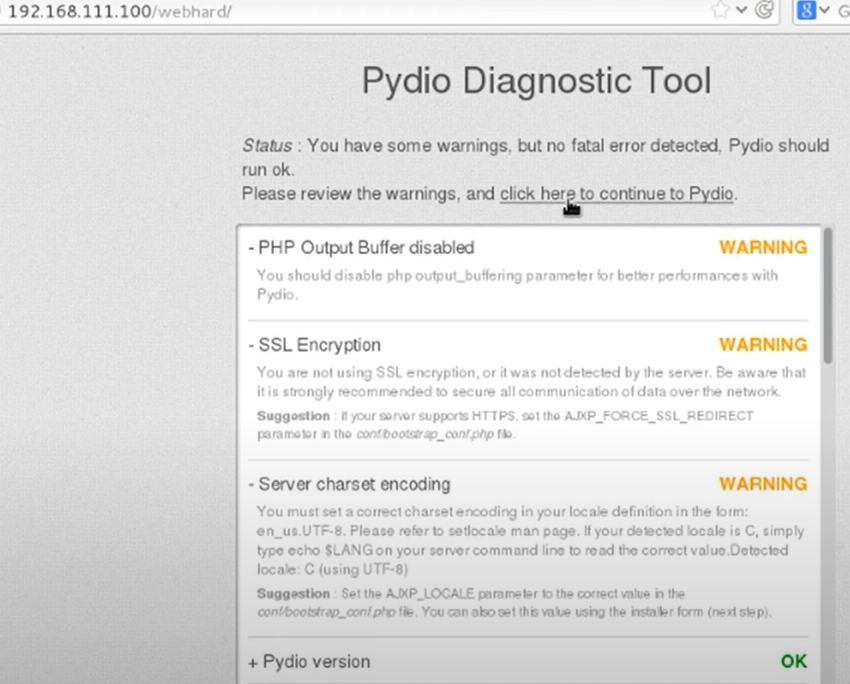 192.168.111.100/webhard/
8
G
Pydio Diagnostic Tool
Status : You have some warnings, but no fatal error detected, Pydio should
run ok.
Please review the warnings, and click here to continue to Pydio.
- PHP Output Buffer disabled WARNING
You should disable php output_buffering parameter for better performances with
Pydio.
- SSL Encryption WARNING
You are not using SSL encryption, or it was not detected by the server. Be aware that
it is strongly recommended to secure all communication of data over the network.
Suggestion : if your server supports HTTPS, set the AJXP_FORCE_SSL_REDIRECT
parameter in the conf/bootstrap_conf.php file.
- Server charset encoding WARNING
You must set a correct charset encoding in your locale definition in the form:
en_us.UTF-8. Please refer to setlocale man page. If your detected locale is C, simply
type echo $LANG on your server command line to read the correct value.Detected
locale: C (using UTF-8)
Suggestion : Set the AJXP_LOCALE parameter to the correct value in the
conf/bootstrap_conf.php file. You can also set this value using the installer form (next step).
+ Pydio version OK